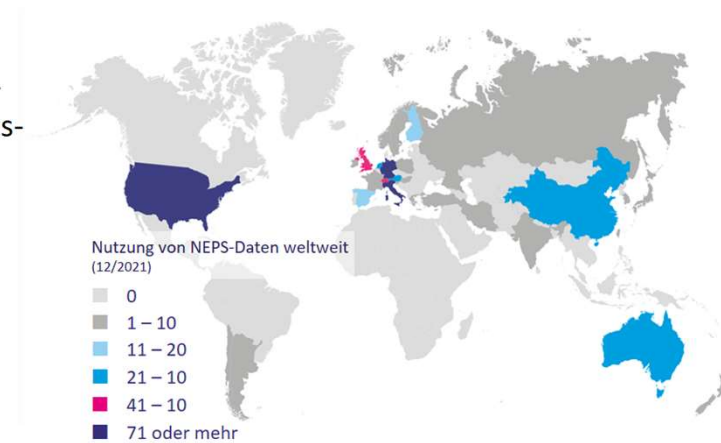 s-
Nutzung von NEPS-Daten weltweit
(12/2021)
0
1 – 10
11 – 20
21 – 10
41 – 10
71 oder mehr